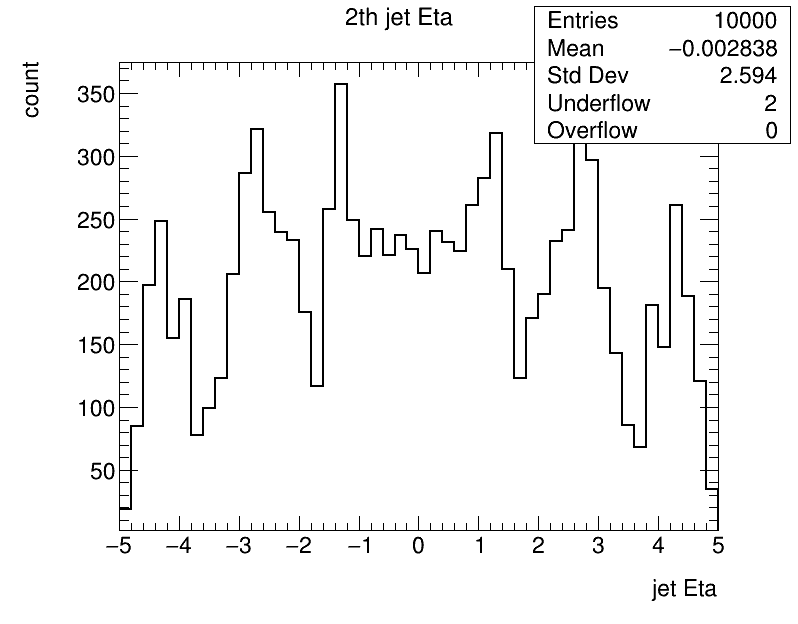 2th jet Eta
Entries 10000
Mean −0.002838
Std Dev 2.594
Underflow 2
Overflow 0
count
350
300
250
200
150
100
50
−5 −4 −3 −2 −1 0 1 2 3 4 5
jet Eta